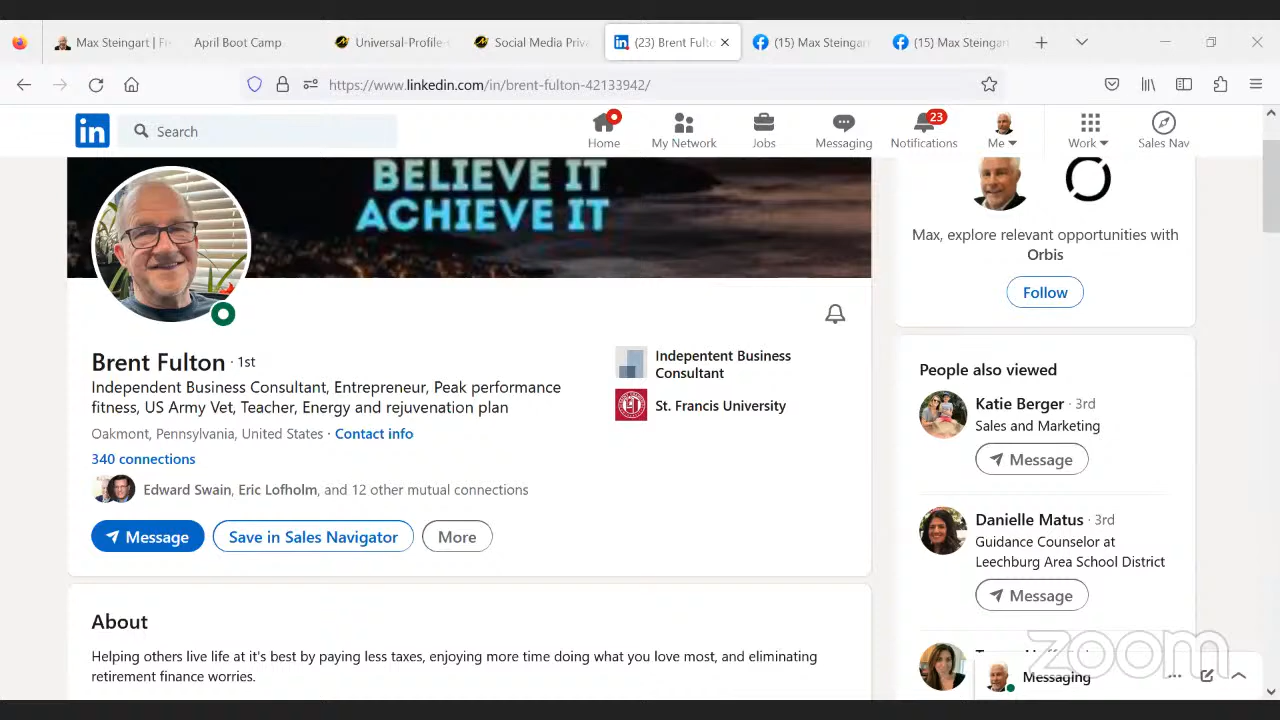 Max Steingart | Fr
April Boot Camp
Universal-Profile-
Social Media Priva
(23) Brent Fulto
(15) Max Steingar
(15) Max Steingar
https://www.linkedin.com/in/brent-fulton-42133942/
in
Search
Home
My Network
Jobs
Messaging
23
Notifications
Me
Work
Sales Nav
BELIEVE IT
ACHIEVE IT
Brent Fulton · 1st
Independent Business Consultant, Entrepreneur, Peak performance
fitness, US Army Vet, Teacher, Energy and rejuvenation plan
Oakmont, Pennsylvania, United States · Contact info
340 connections
Edward Swain, Eric Lofholm, and 12 other mutual connections
Message
Save in Sales Navigator
More
Indepentent Business
Consultant
St. Francis University
About
Helping others live life at it's best by paying less taxes, enjoying more time doing what you love most, and eliminating
retirement finance worries.
Max, explore relevant opportunities with
Orbis
Follow
People also viewed
Katie Berger · 3rd
Sales and Marketing
Message
Danielle Matus · 3rd
Guidance Counselor at
Leechburg Area School District
Message
Messaging
zoom